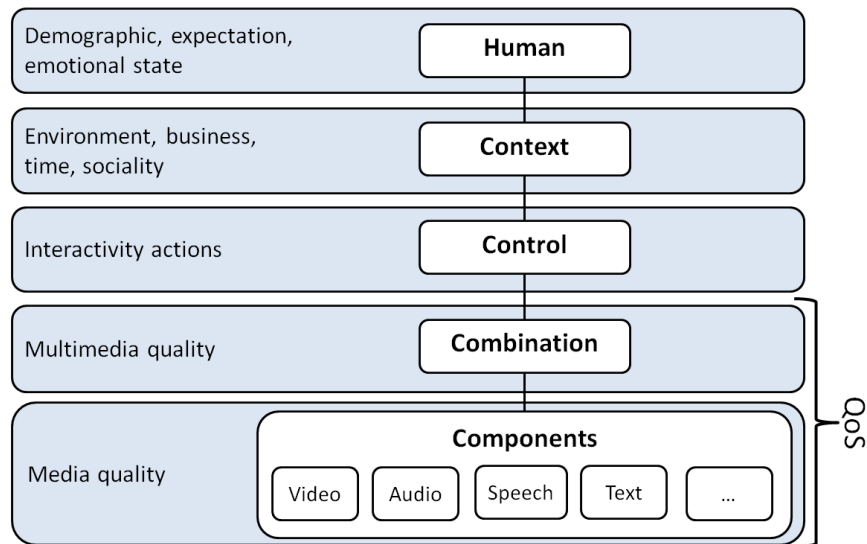 Demographic, expectation,
emotional state
Human
Environment, business,
time, sociality
Context
Interactivity actions
Control
Multimedia quality
Combination
QoS
Media quality
Components
Video
Audio
Speech
Text
...